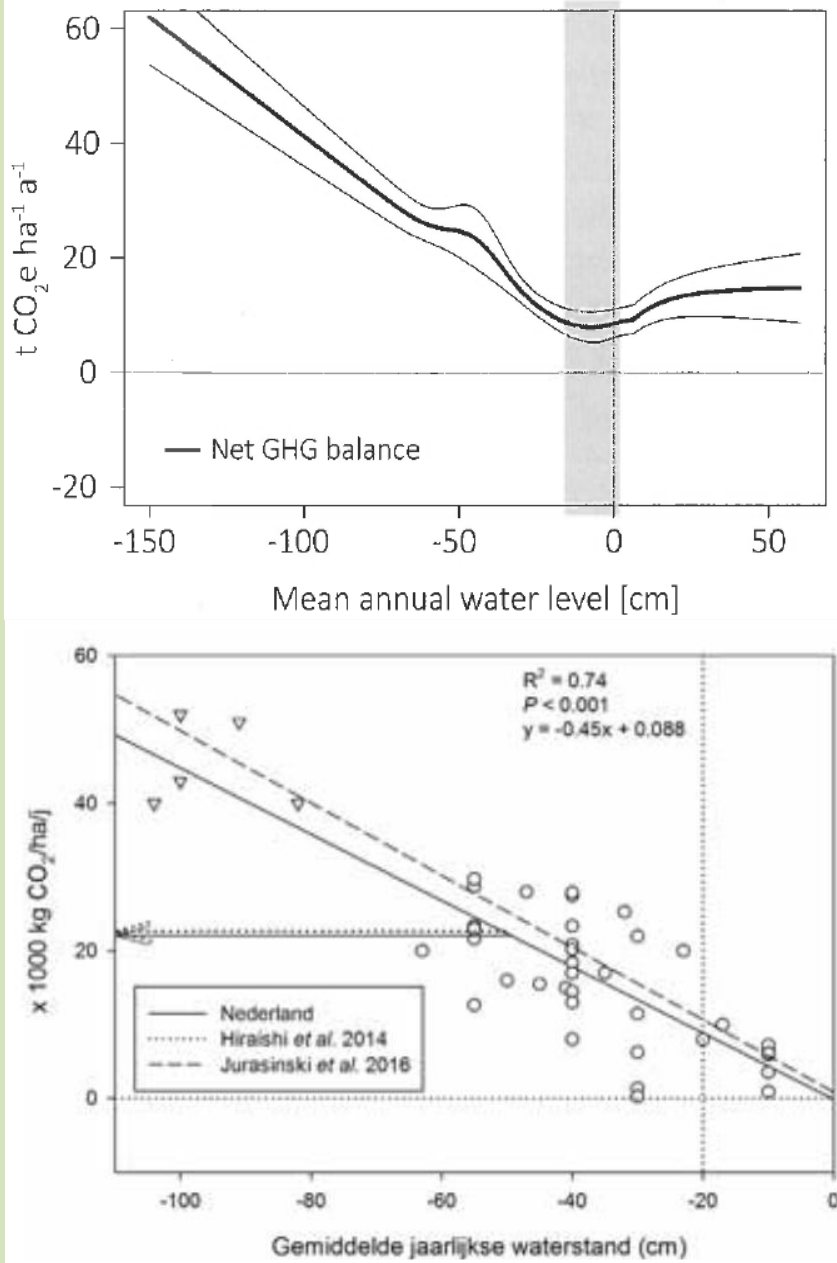 60
40
20
0
-20
t CO₂e ha⁻¹ a⁻¹
Net GHG balance
-150 -100 -50 0 50
Mean annual water level [cm]
60
40
20
0
x 1000 kg CO₂/ha/j
R² = 0.74
P < 0.001
y = -0.45x + 0.088
Nederland
Hiraishi et al. 2014
Jurasinski et al. 2016
-100 -80 -60 -40 -20 0
Gemiddelde jaarlijkse waterstand (cm)